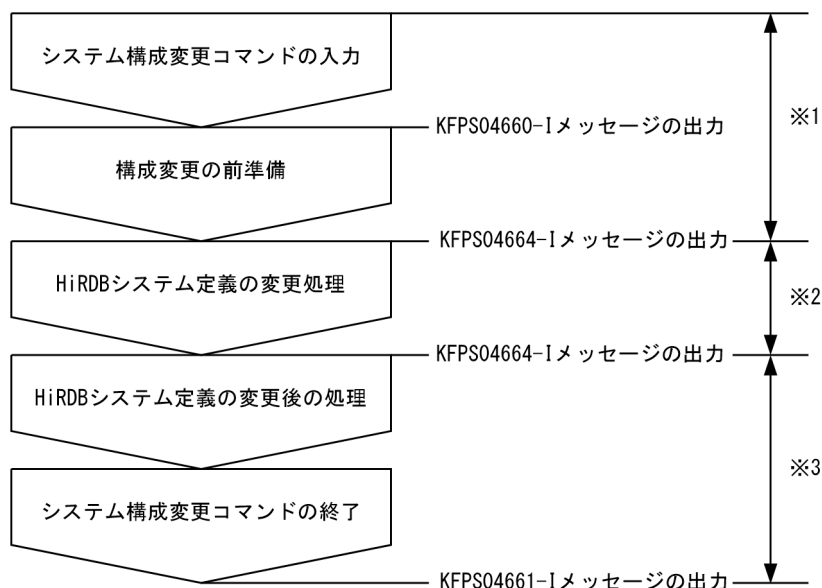 システム構成変更コマンドの入力
※1
KFPS04660-Iメッセージの出力
構成変更の前準備
KFPS04664-Iメッセージの出力
HiRDBシステム定義の変更処理
※2
KFPS04664-Iメッセージの出力
HiRDBシステム定義の変更後の処理
※3
システム構成変更コマンドの終了
KFPS04661-Iメッセージの出力